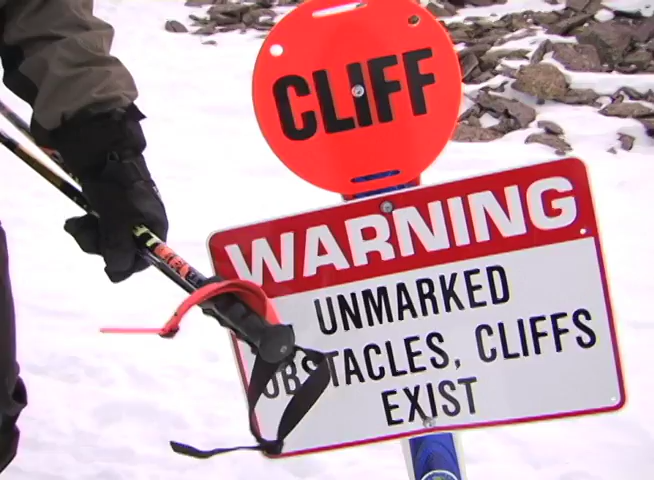 CLIFF
WARNING
UNMARKED
OBSTACLES, CLIFFS
EXIST